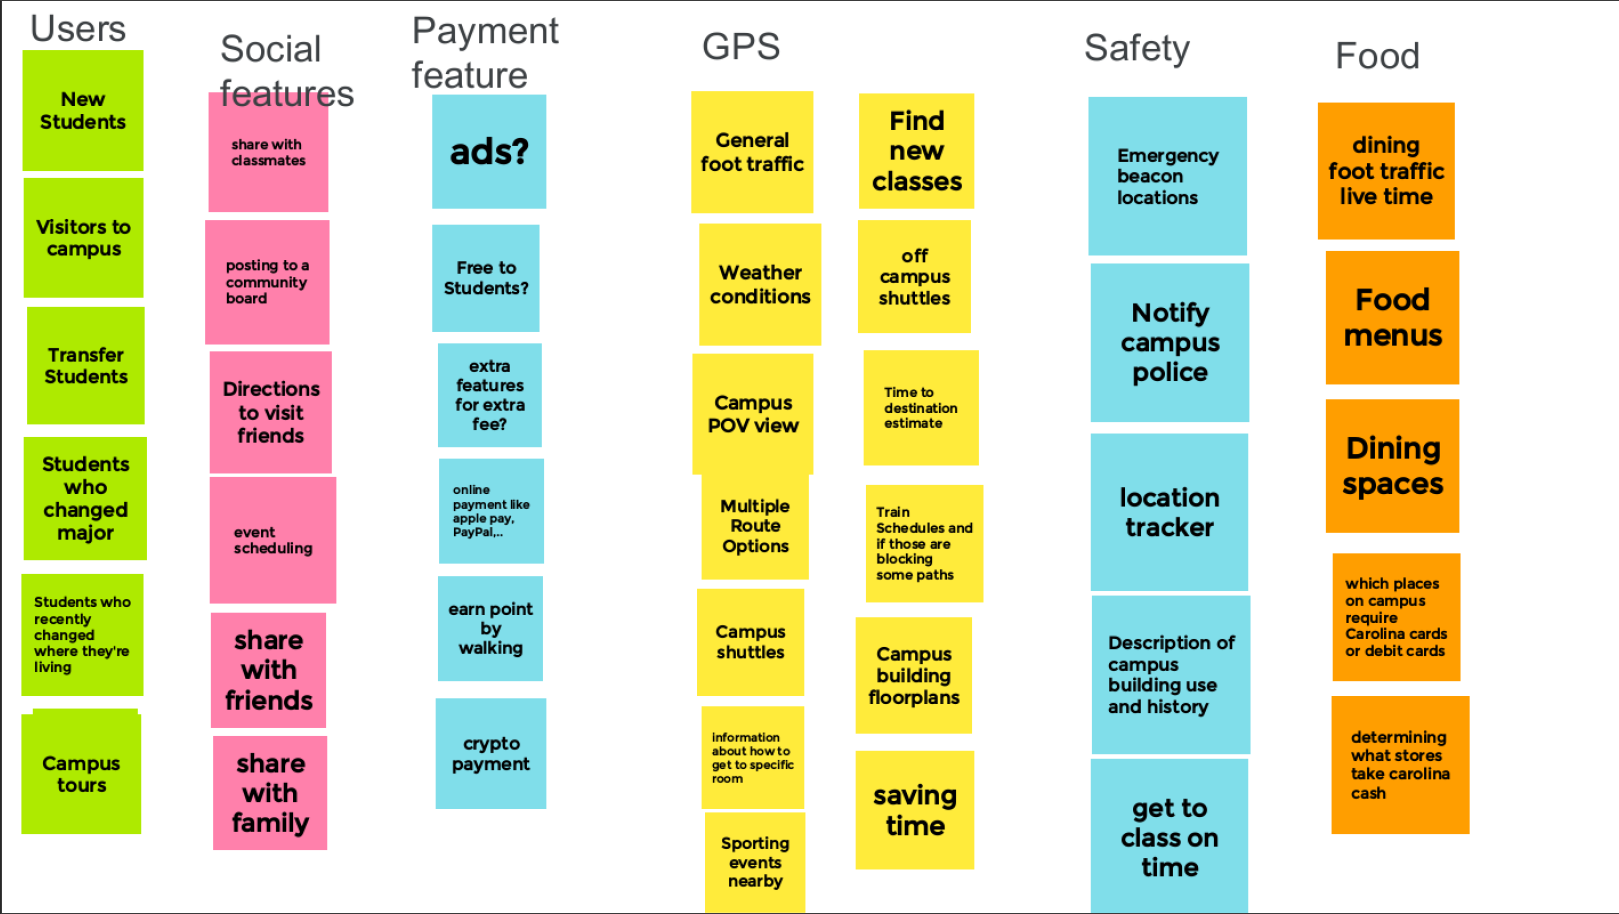 Users
New
Students
Visitors to
campus
Transfer
Students
Students
who
changed
major
Students who
recently
changed
where they're
living
Campus
tours
Social
features
share with
classmates
posting to a
community
board
Directions
to visit
friends
event
scheduling
share
with
friends
share
with
family
Payment
feature
ads?
Free to
Students?
extra
features
for extra
fee?
online
payment like
apple pay,
PayPal,..
earn point
by
walking
crypto
payment
GPS
General
foot traffic
Weather
conditions
Campus
POV view
Multiple
Route
Options
Campus
shuttles
information
about how to
get to specific
room
Sporting
events
nearby
Find
new
classes
off
campus
shuttles
Time to
destination
estimate
Train
Schedules and
if those are
blocking
some paths
Campus
building
floorplans
saving
time
Safety
Emergency
beacon
locations
Notify
campus
police
location
tracker
Description of
campus
building use
and history
get to
class on
time
Food
dining
foot traffic
live time
Food
menus
Dining
spaces
which places
on campus
require
Carolina cards
or debit cards
determining
what stores
take carolina
cash